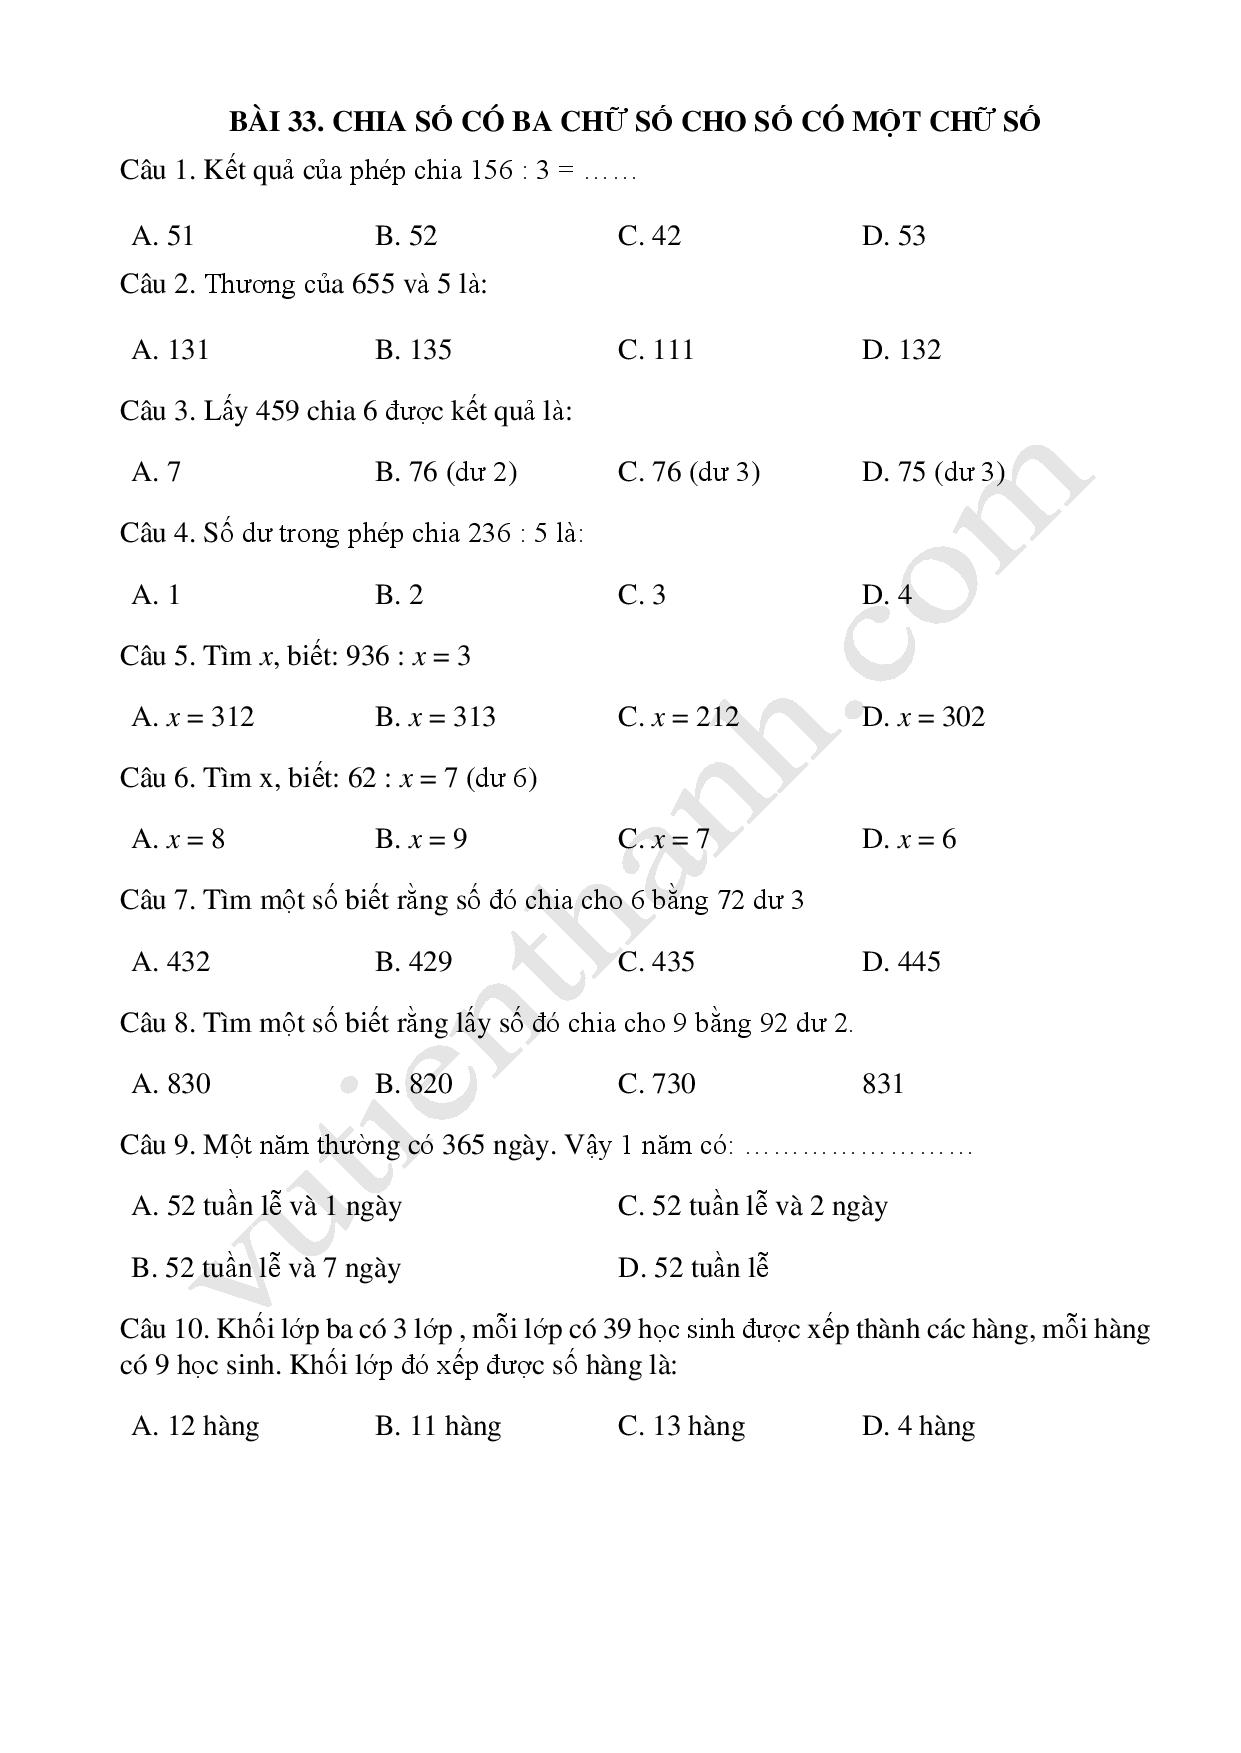 BÀI 33. CHIA SỐ CÓ BA CHỮ SỐ CHO SỐ CÓ MỘT CHỮ SỐ
Câu 1. Kết quả của phép chia 156 : 3 = ……
A. 51 B. 52 C. 42 D. 53
Câu 2. Thương của 655 và 5 là:
A. 131 B. 135 C. 111 D. 132
Câu 3. Lấy 459 chia 6 được kết quả là:
A. 7 B. 76 (dư 2) C. 76 (dư 3) D. 75 (dư 3)
Câu 4. Số dư trong phép chia 236 : 5 là:
A. 1 B. 2 C. 3 D. 4
Câu 5. Tìm x, biết: 936 : x = 3
A. x = 312 B. x = 313 C. x = 212 D. x = 302
Câu 6. Tìm x, biết: 62 : x = 7 (dư 6)
A. x = 8 B. x = 9 C. x = 7 D. x = 6
Câu 7. Tìm một số biết rằng số đó chia cho 6 bằng 72 dư 3
A. 432 B. 429 C. 435 D. 445
Câu 8. Tìm một số biết rằng lấy số đó chia cho 9 bằng 92 dư 2.
A. 830 B. 820 C. 730 831
Câu 9. Một năm thường có 365 ngày. Vậy 1 năm có: ……………………
A. 52 tuần lễ và 1 ngày C. 52 tuần lễ và 2 ngày
B. 52 tuần lễ và 7 ngày D. 52 tuần lễ
Câu 10. Khối lớp ba có 3 lớp , mỗi lớp có 39 học sinh được xếp thành các hàng, mỗi hàng
có 9 học sinh. Khối lớp đó xếp được số hàng là:
A. 12 hàng B. 11 hàng C. 13 hàng D. 4 hàng
vutienthanh.com